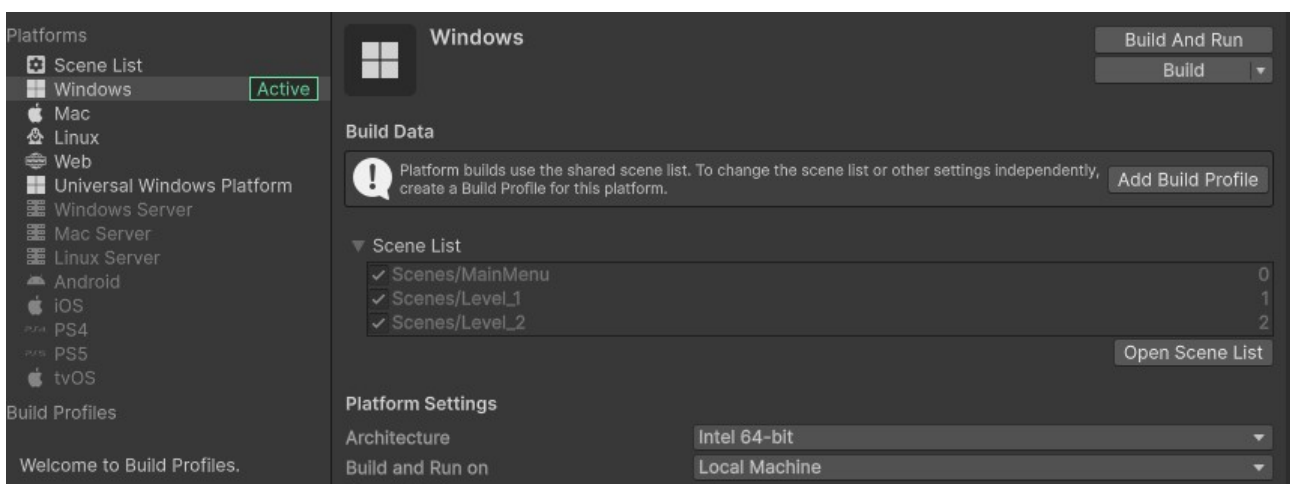 Platforms
Scene List
Windows Active
Mac
Linux
Web
Universal Windows Platform
Windows Server
Mac Server
Linux Server
Android
iOS
PS4
PS5
tvOS
Build Profiles
Welcome to Build Profiles.
Windows
Build And Run
Build
Build Data
Platform builds use the shared scene list. To change the scene list or other settings independently,
create a Build Profile for this platform.
Add Build Profile
Scene List
Scenes/MainMenu 0
Scenes/Level_1 1
Scenes/Level_2 2
Open Scene List
Platform Settings
Architecture Intel 64-bit
Build and Run on Local Machine